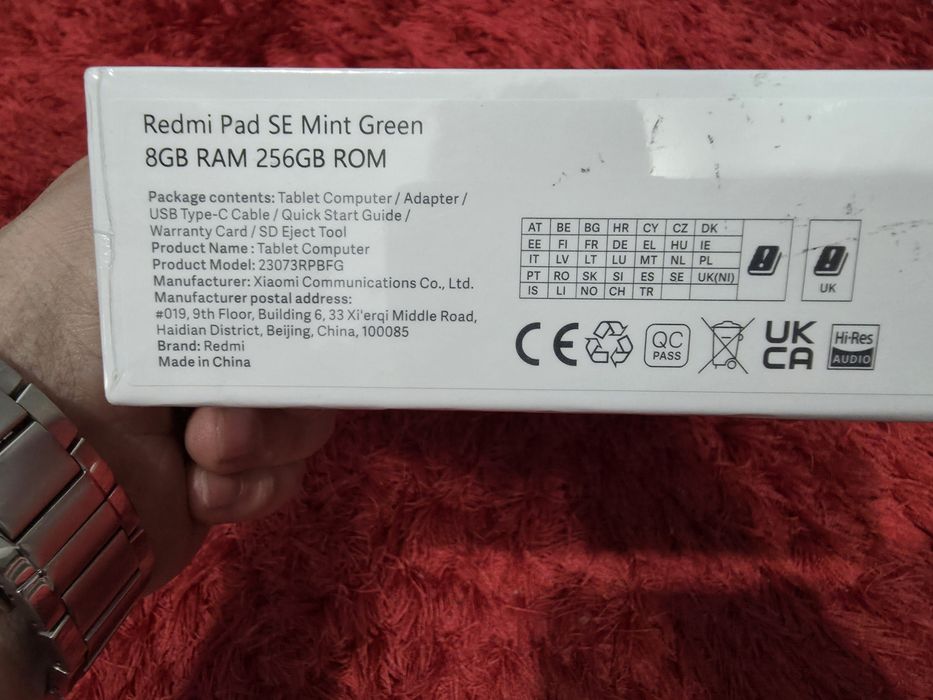 Redmi Pad SE Mint Green
8GB RAM 256GB ROM
Package contents: Tablet Computer / Adapter /
USB Type-C Cable / Quick Start Guide /
Warranty Card / SD Eject Tool
Product Name: Tablet Computer
Product Model: 23073RPBFG
Manufacturer: Xiaomi Communications Co., Ltd.
Manufacturer postal address:
#019, 9th Floor, Building 6, 33 Xi'erqi Middle Road,
Haidian District, Beijing, China, 100085
Brand: Redmi
Made in China
AT BE BG HR CY CZ DK
EE FI FR DE EL HU IE
IT LV LT LU MT NL PL
PT RO SK SI ES SE UK(NI)
IS LI NO CH TR
UK
CE
QC
PASS
UK
CA
Hi-Res
AUDIO